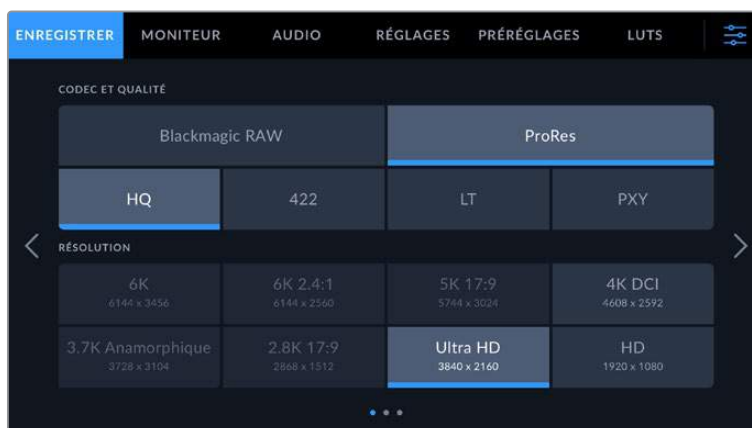 ENREGISTRER MONITEUR AUDIO RÉGLAGES PRÉRÉGLAGES LUTS
CODEC ET QUALITÉ
Blackmagic RAW ProRes
HQ 422 LT PXY
RÉSOLUTION
6K 6K 2.4:1 5K 17:9 4K DCI
6144 x 3456 6144 x 2560 5744 x 3024 4608 x 2592
3.7K Anamorphique 2.8K 17:9 Ultra HD HD
3728 x 3104 2868 x 1512 3840 x 2160 1920 x 1080